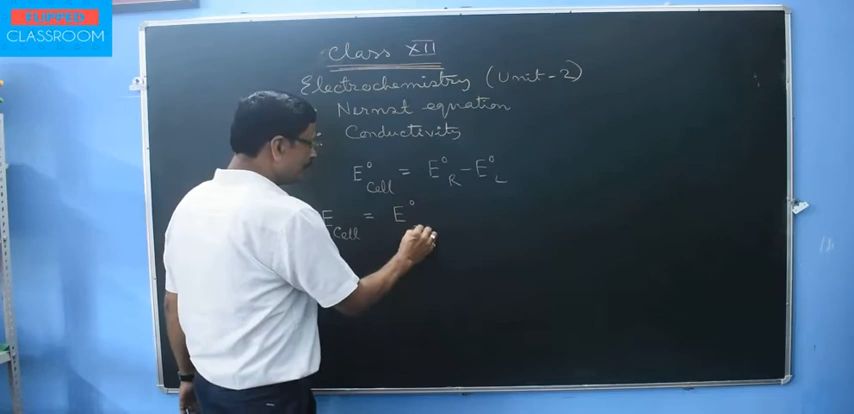 FLIPPED
CLASSROOM
Class XII
Electrochemistry (Unit-2)
Nernst equation
Conductivity
E°Cell = E°R - E°L
ECell = E°